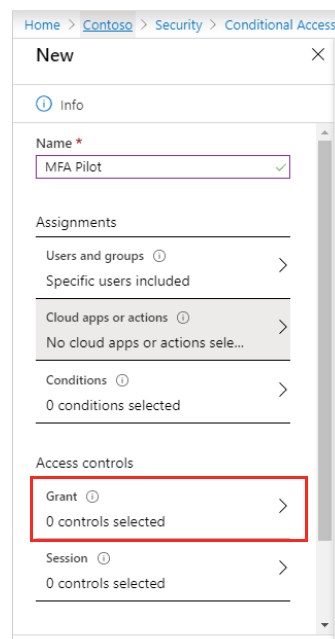 Home > Contoso > Security > Conditional Access
New
Info
Name *
MFA Pilot
Assignments
Users and groups
Specific users included
Cloud apps or actions
No cloud apps or actions sele...
Conditions
0 conditions selected
Access controls
Grant
0 controls selected
Session
0 controls selected